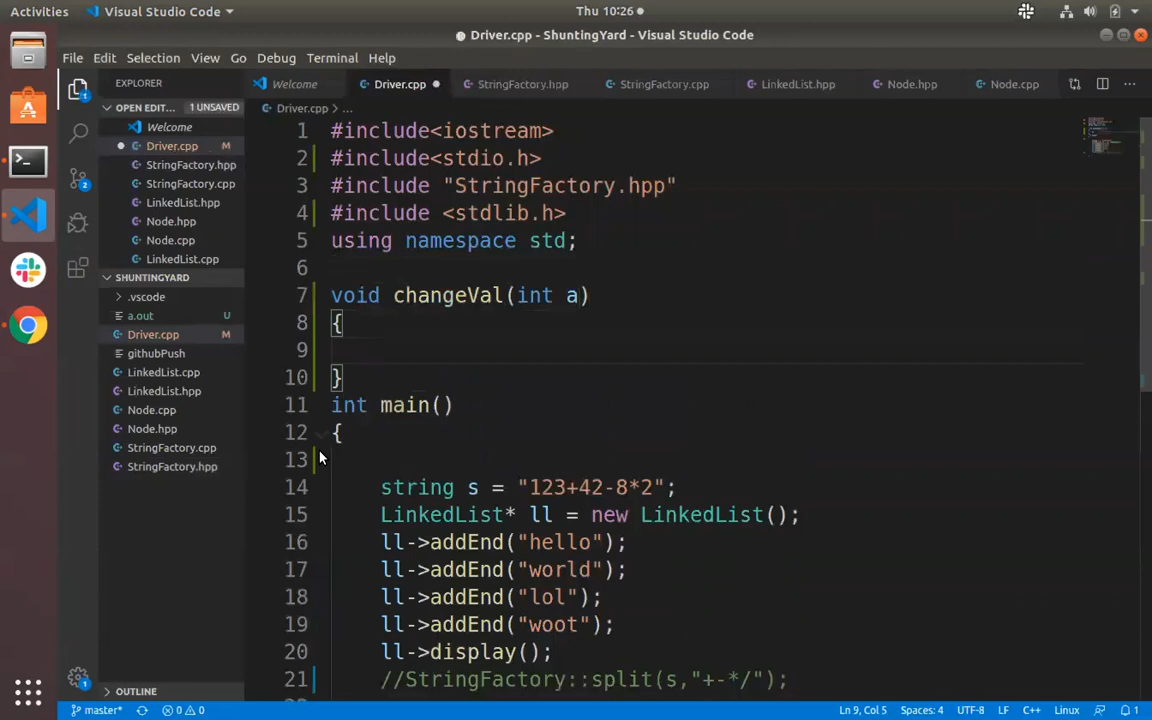 Activities Visual Studio Code Thu 10:26
Driver.cpp - ShuntingYard - Visual Studio Code
File Edit Selection View Go Debug Terminal Help
EXPLORER Welcome Driver.cpp StringFactory.hpp StringFactory.cpp LinkedList.hpp Node.hpp Node.cpp
OPEN EDIT... 1 UNSAVED
Welcome
Driver.cpp M
StringFactory.hpp
StringFactory.cpp
LinkedList.hpp
Node.hpp
Node.cpp
LinkedList.cpp
SHUNTINGYARD
.vscode
a.out U
Driver.cpp M
githubPush
LinkedList.cpp
LinkedList.hpp
Node.cpp
Node.hpp
StringFactory.cpp
StringFactory.hpp
OUTLINE
Driver.cpp > ...
1 #include<iostream>
2 #include<stdio.h>
3 #include "StringFactory.hpp"
4 #include <stdlib.h>
5 using namespace std;
6
7 void changeVal(int a)
8 {
9
10 }
11 int main()
12 {
13
14 string s = "123+42-8*2";
15 LinkedList* ll = new LinkedList();
16 ll->addEnd("hello");
17 ll->addEnd("world");
18 ll->addEnd("lol");
19 ll->addEnd("woot");
20 ll->display();
21 //StringFactory::split(s,"+-*/");
1 2 1
master* 0 0 Ln 9, Col 5 Spaces: 4 UTF-8 LF C++ Linux 1